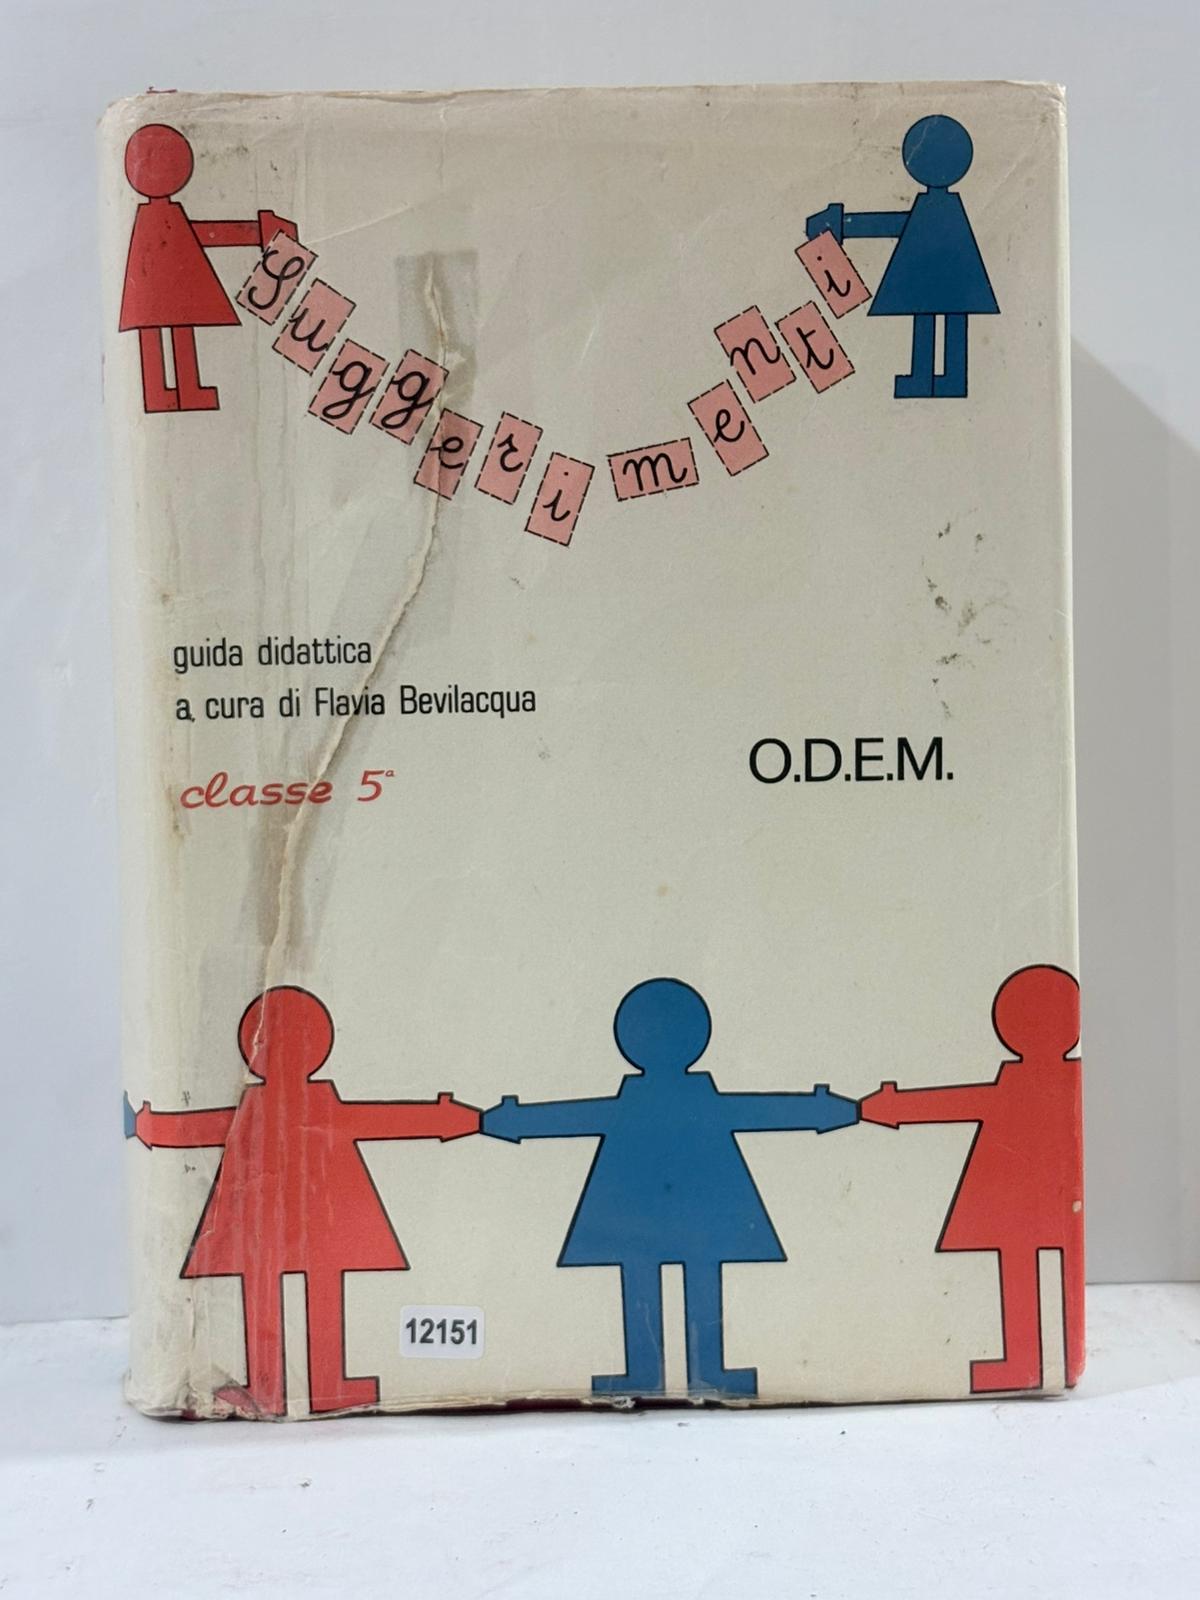 Suggerimenti
guida didattica
a cura di Flavia Bevilacqua
O.D.E.M.
classe 5ª
12151